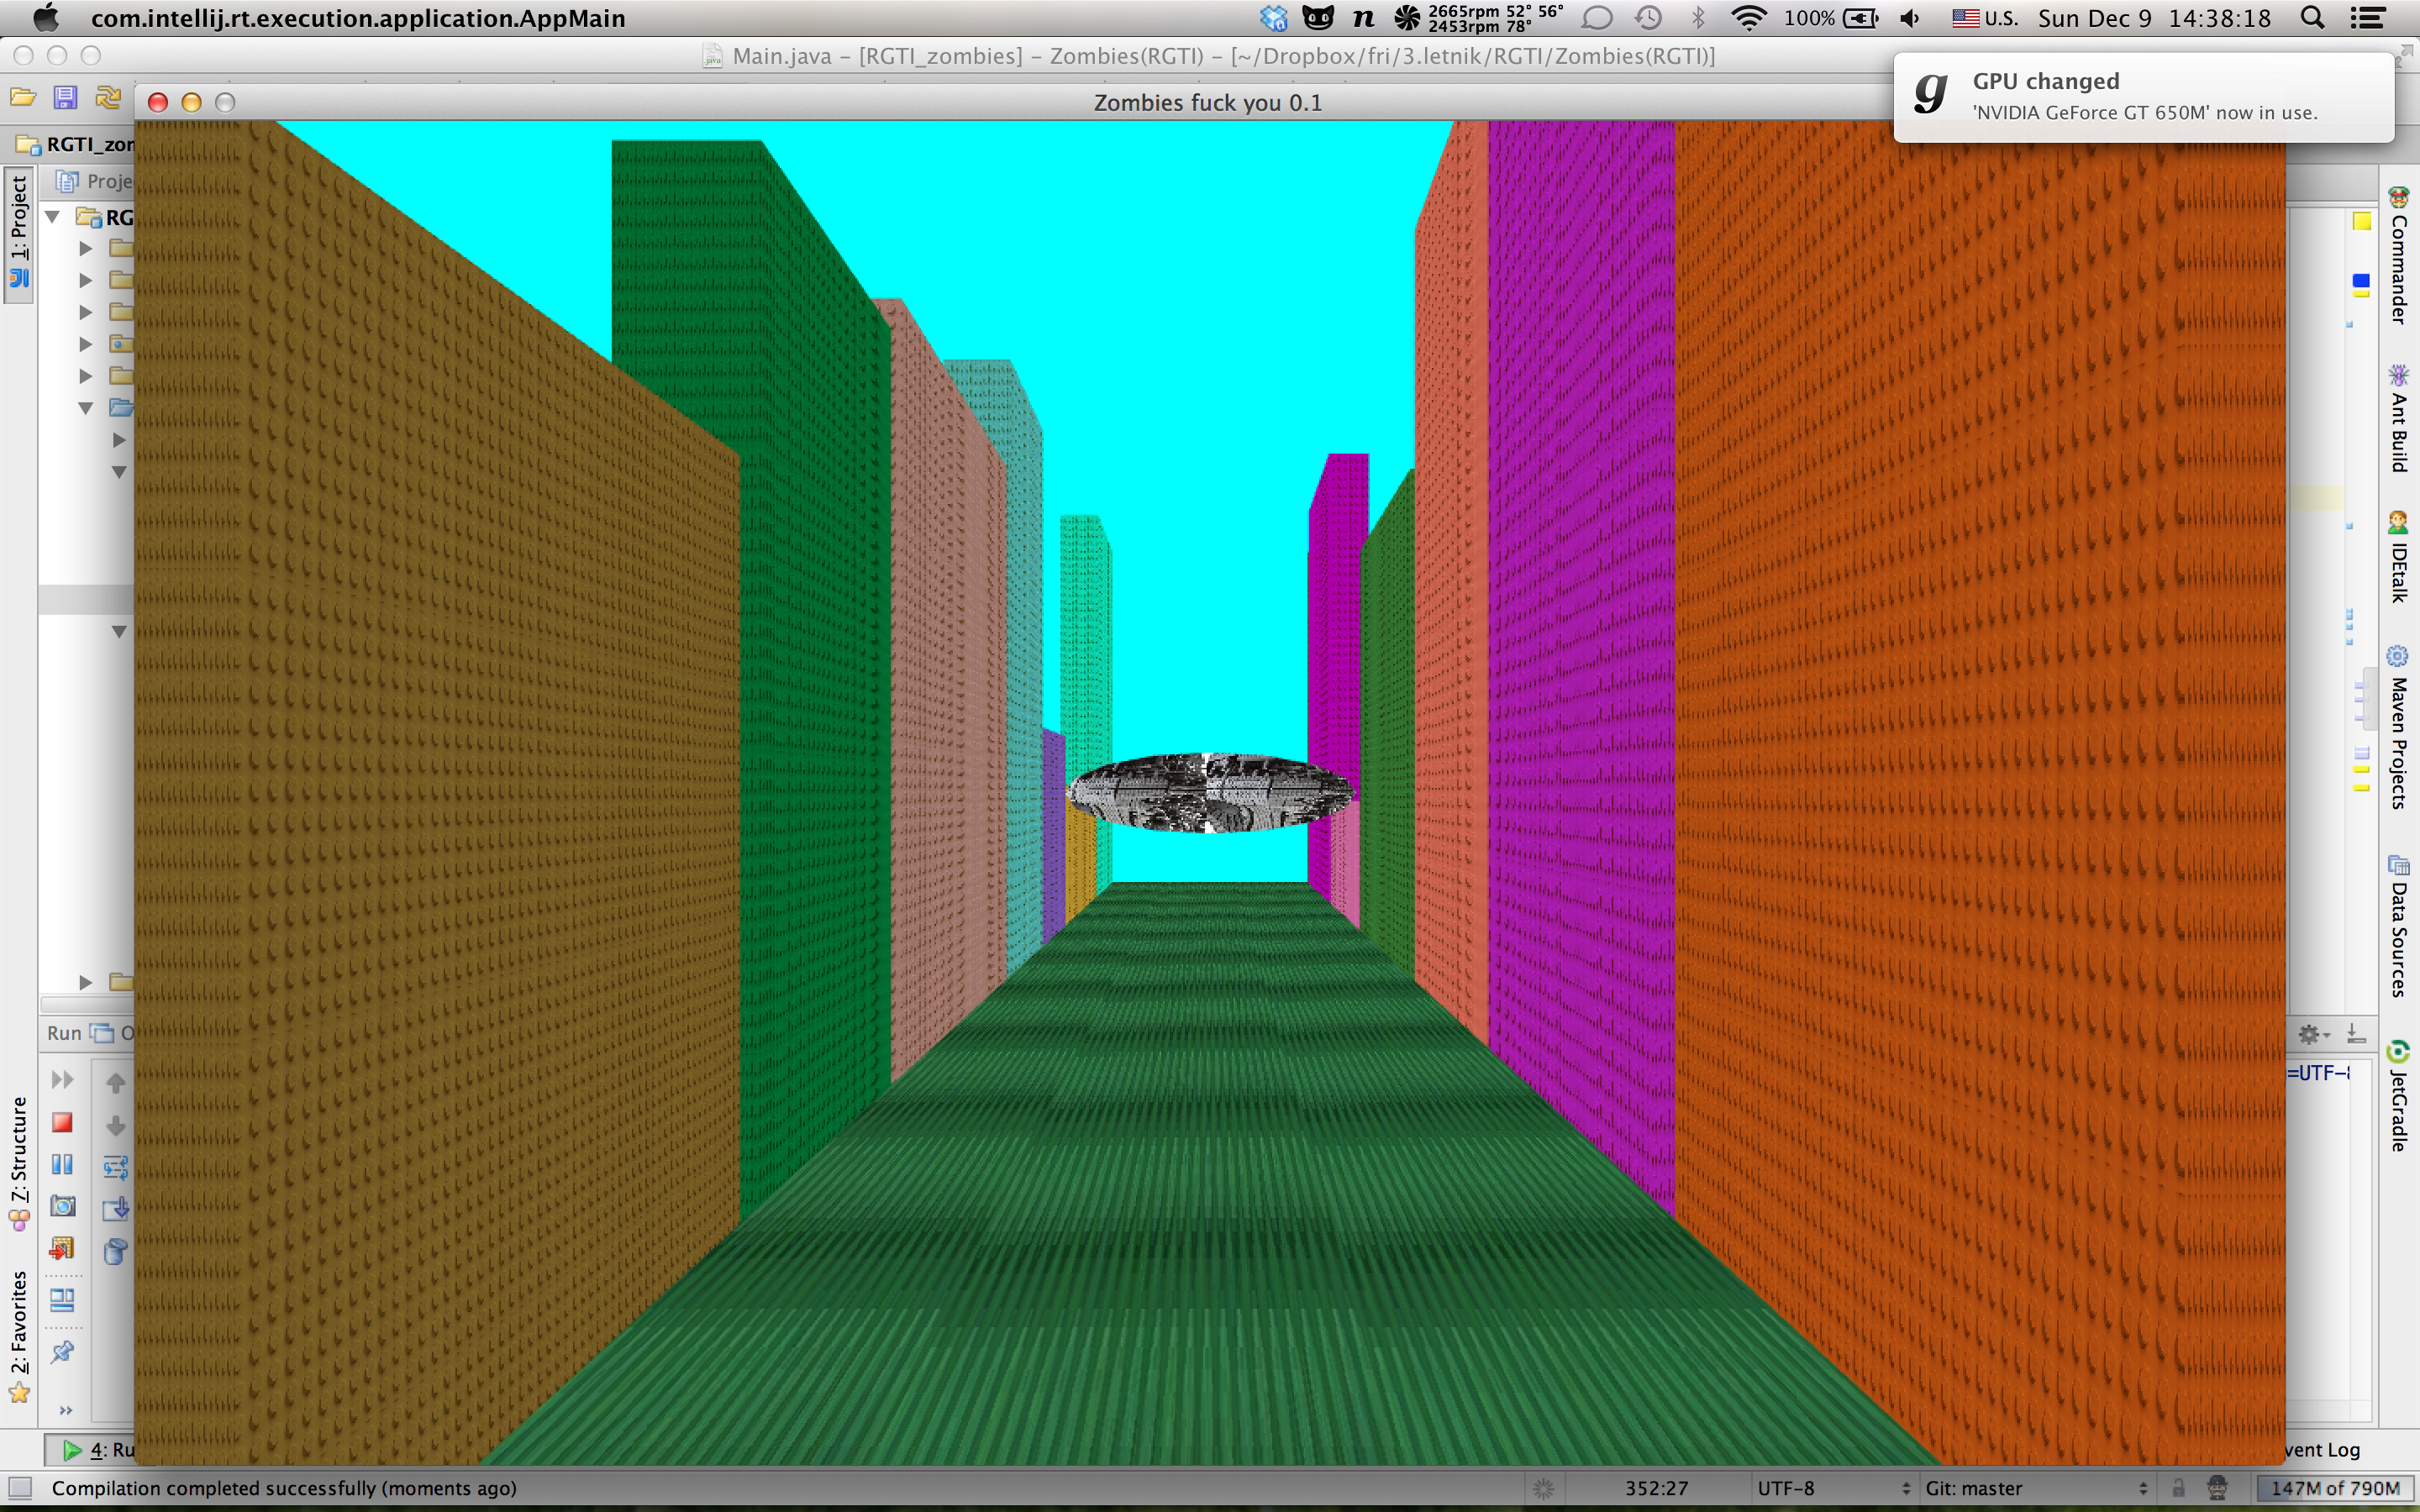 com.intellij.rt.execution.application.AppMain
2665rpm 52° 56°
2453rpm 78°
100%
U.S.
Sun Dec 9 14:38:18
Main.java – [RGTI_zombies] – Zombies(RGTI) – [~/Dropbox/fri/3.letnik/RGTI/Zombies(RGTI)]
GPU changed
'NVIDIA GeForce GT 650M' now in use.
Zombies fuck you 0.1
RGTI_zom
Proje
RG
1: Project
7: Structure
2: Favorites
Commander
Ant Build
IDEtalk
Maven Projects
Data Sources
JetGradle
Run
=UTF-8
4: Ru
vent Log
Compilation completed successfully (moments ago)
352:27
UTF-8
Git: master
147M of 790M